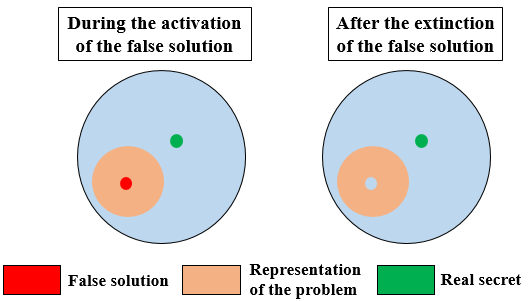 During the activation
of the false solution
After the extinction
of the false solution
False solution
Representation
of the problem
Real secret